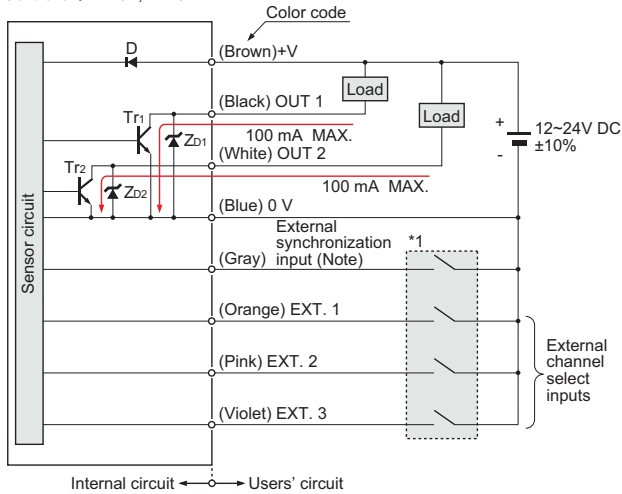 Color code
D
(Brown)+V
Load
Load
(Black) OUT 1
Tr1
ZD1
100 mA MAX.
+
-
12~24V DC
±10%
(White) OUT 2
Tr2
ZD2
100 mA MAX.
(Blue) 0 V
Sensor circuit
External
synchronization
input (Note)
(Gray)
*1
(Orange) EXT. 1
(Pink) EXT. 2
(Violet) EXT. 3
External
channel
select
inputs
Internal circuit
Users' circuit